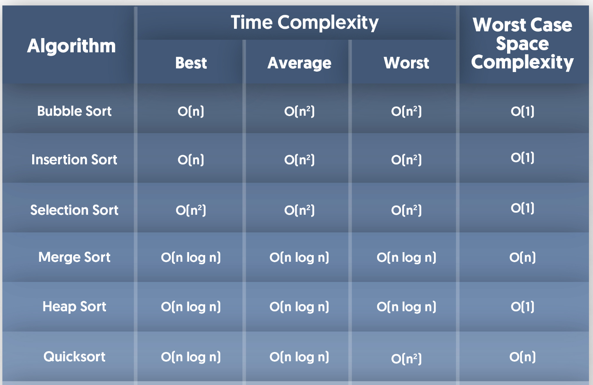 Algorithm Time Complexity Worst Case Space Complexity
Best Average Worst
Bubble Sort O(n) O(n²) O(n²) O(1)
Insertion Sort O(n) O(n²) O(n²) O(1)
Selection Sort O(n²) O(n²) O(n²) O(1)
Merge Sort O(n log n) O(n log n) O(n log n) O(n)
Heap Sort O(n log n) O(n log n) O(n log n) O(1)
Quicksort O(n log n) O(n log n) O(n²) O(n)